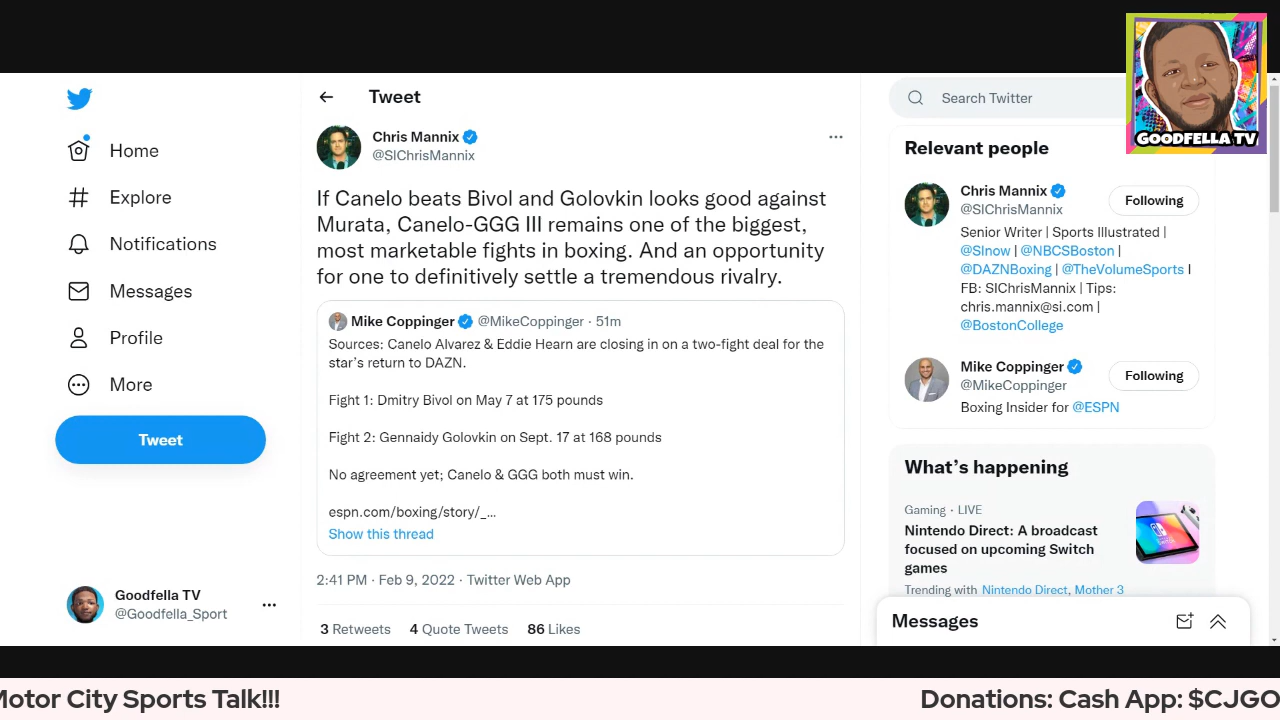 GOODFELLA TV
Home
Explore
Notifications
Messages
Profile
More
Tweet
Goodfella TV
@Goodfella_Sport
Tweet
Chris Mannix
@SIChrisMannix
If Canelo beats Bivol and Golovkin looks good against
Murata, Canelo-GGG III remains one of the biggest,
most marketable fights in boxing. And an opportunity
for one to definitively settle a tremendous rivalry.
Mike Coppinger @MikeCoppinger · 51m
Sources: Canelo Alvarez & Eddie Hearn are closing in on a two-fight deal for the
star's return to DAZN.
Fight 1: Dmitry Bivol on May 7 at 175 pounds
Fight 2: Gennaidy Golovkin on Sept. 17 at 168 pounds
No agreement yet; Canelo & GGG both must win.
espn.com/boxing/story/_...
Show this thread
2:41 PM · Feb 9, 2022 · Twitter Web App
3 Retweets 4 Quote Tweets 86 Likes
Search Twitter
Relevant people
Chris Mannix
@SIChrisMannix
Following
Senior Writer | Sports Illustrated |
@SInow | @NBCSBoston |
@DAZNBoxing | @TheVolumeSports I
FB: SIChrisMannix | Tips:
chris.mannix@si.com |
@BostonCollege
Mike Coppinger
@MikeCoppinger
Following
Boxing Insider for @ESPN
What's happening
Gaming · LIVE
Nintendo Direct: A broadcast
focused on upcoming Switch
games
Trending with Nintendo Direct, Mother 3
Messages
Motor City Sports Talk!!!
Donations: Cash App: $CJGO